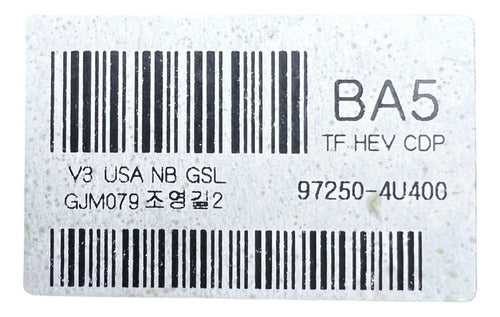 BA5
TF HEV CDP
V3 USA NB GSL
GJM079 조영길2
97250-4U400